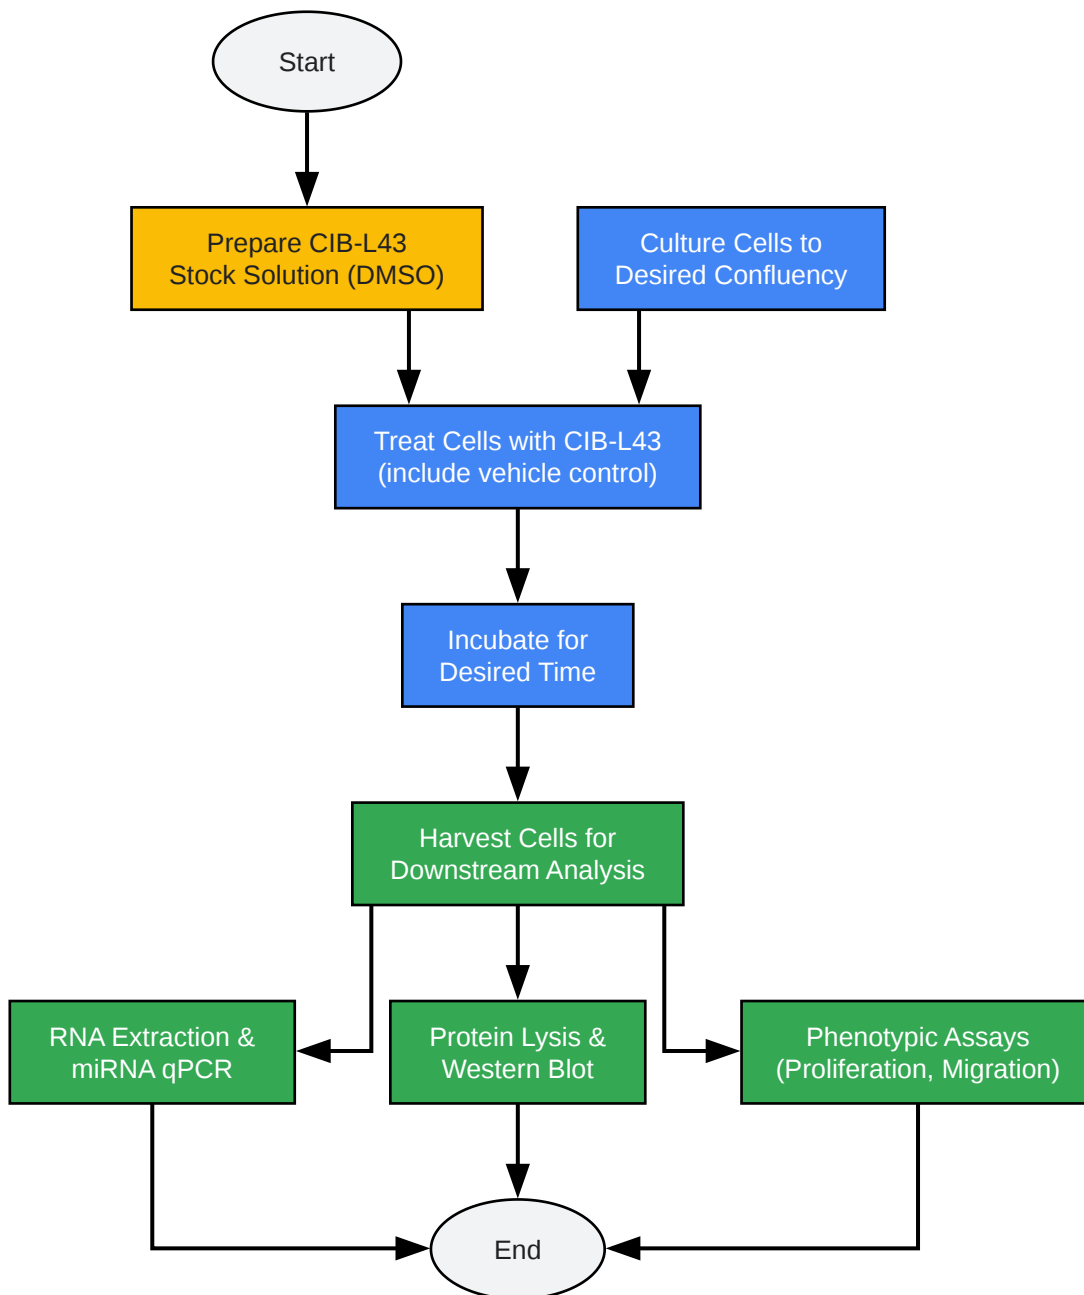 Start
Prepare CIB-L43
Stock Solution (DMSO)
Culture Cells to
Desired Confluency
Treat Cells with CIB-L43
(include vehicle control)
Incubate for
Desired Time
Harvest Cells for
Downstream Analysis
RNA Extraction &
miRNA qPCR
Protein Lysis &
Western Blot
Phenotypic Assays
(Proliferation, Migration)
End